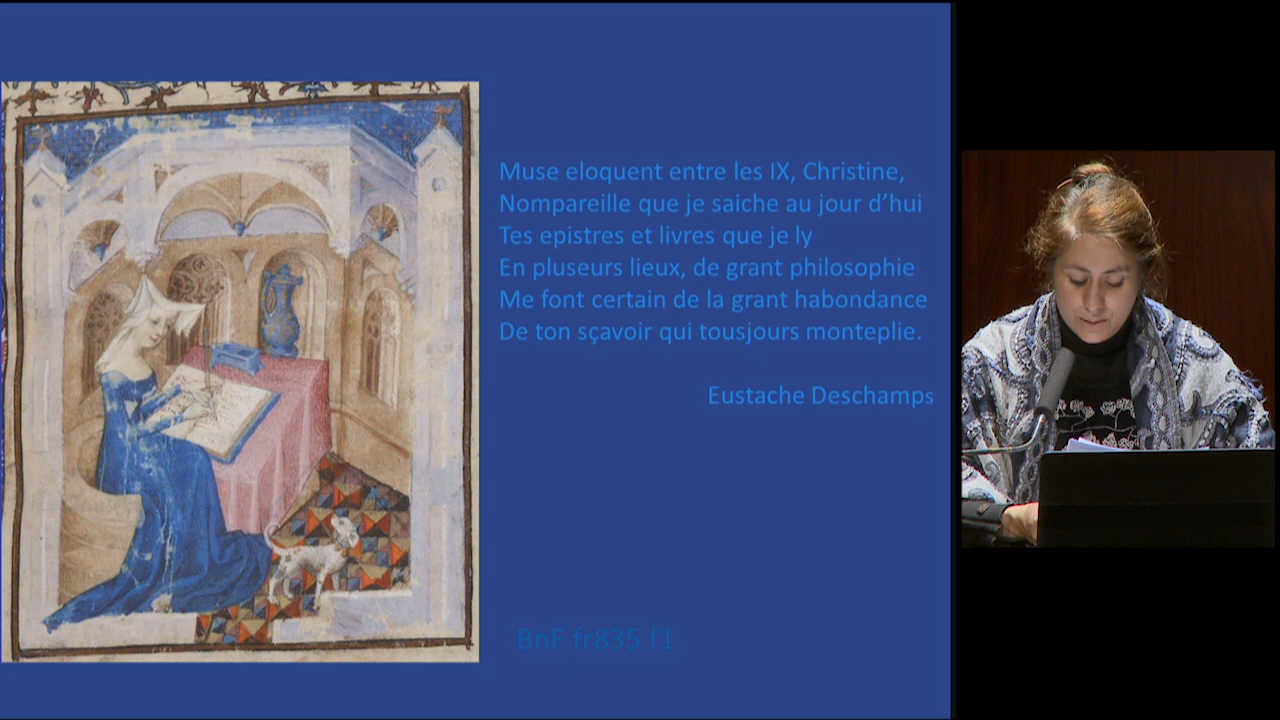 Muse eloquent entre les IX, Christine,
Nompareille que je saiche au jour d’hui
Tes epistres et livres que je ly
En pluseurs lieux, de grant philosophie
Me font certain de la grant habondance
De ton sçavoir qui tousjours monteplie.
Eustache Deschamps
BnF fr835 f1